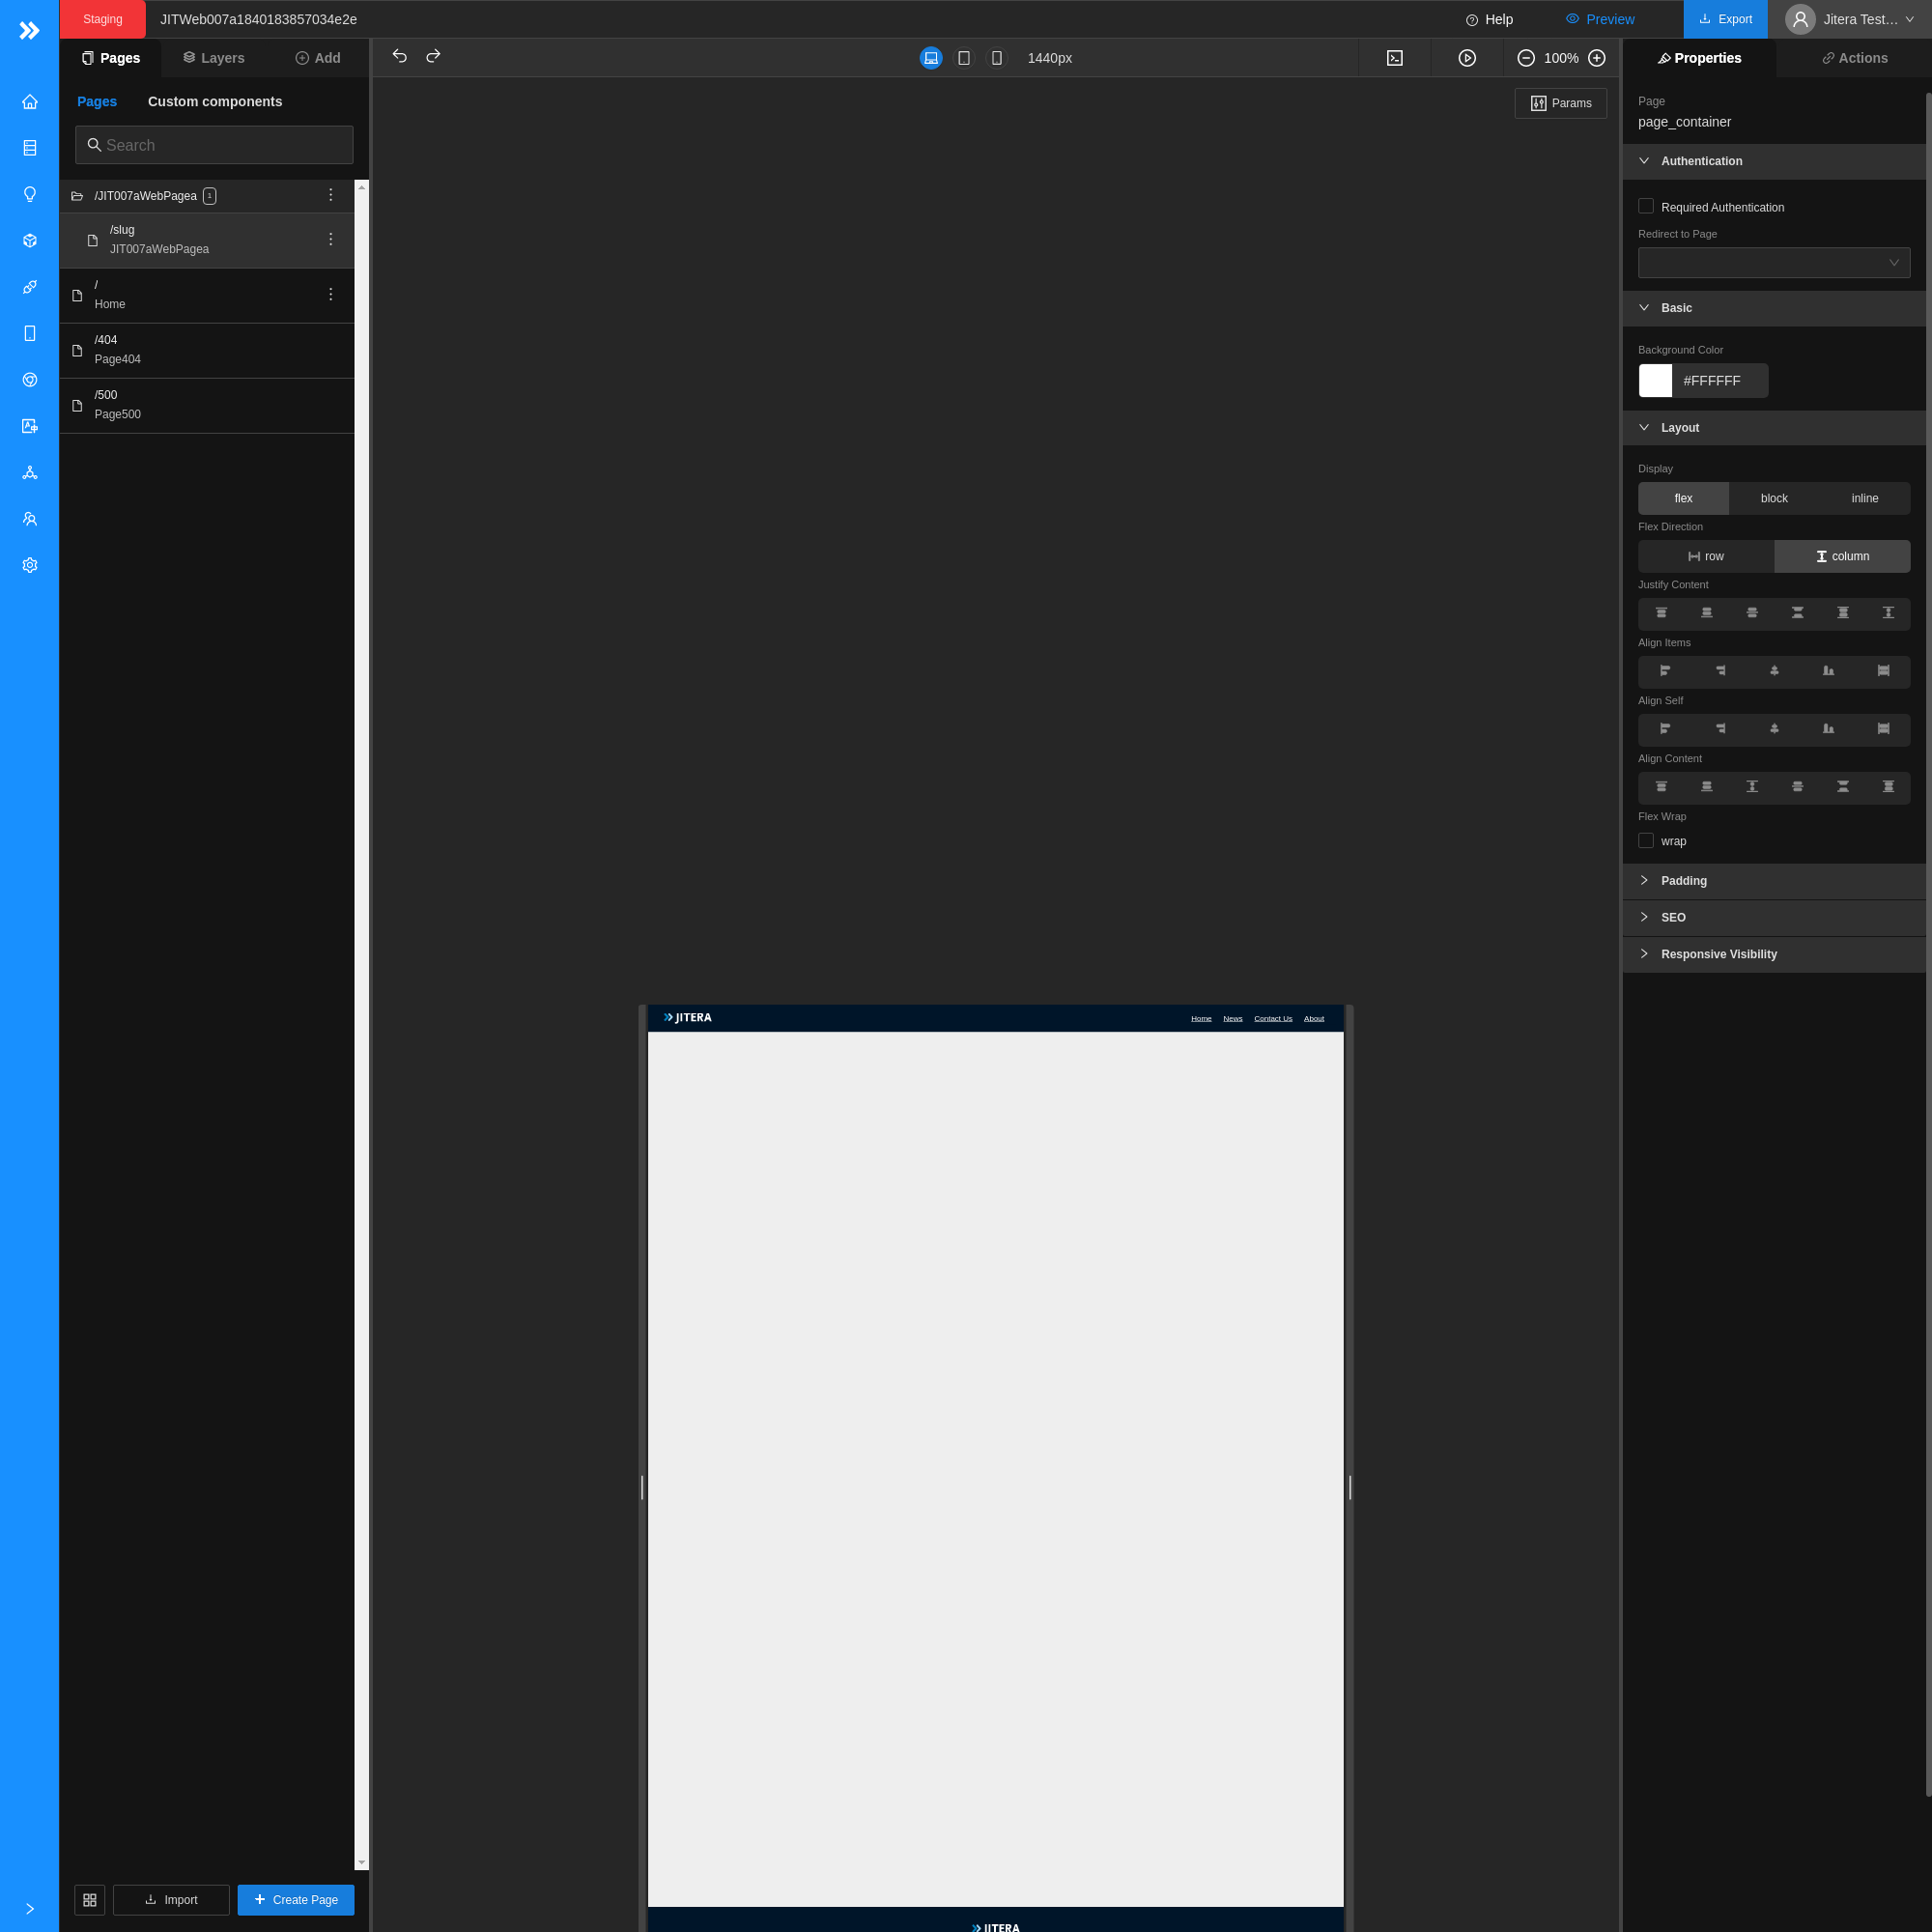 Staging
JITWeb007a1840183857034e2e
Help
Preview
Export
Jitera Test…
Pages
Layers
Add
1440px
100%
Properties
Actions
Pages
Custom components
Search
/JIT007aWebPagea
1
/slug
JIT007aWebPagea
/
Home
/404
Page404
/500
Page500
Import
Create Page
Params
JITERA
Home
News
Contact Us
About
JITERA
Page
page_container
Authentication
Required Authentication
Redirect to Page
Basic
Background Color
#FFFFFF
Layout
Display
flex
block
inline
Flex Direction
row
column
Justify Content
Align Items
Align Self
Align Content
Flex Wrap
wrap
Padding
SEO
Responsive Visibility